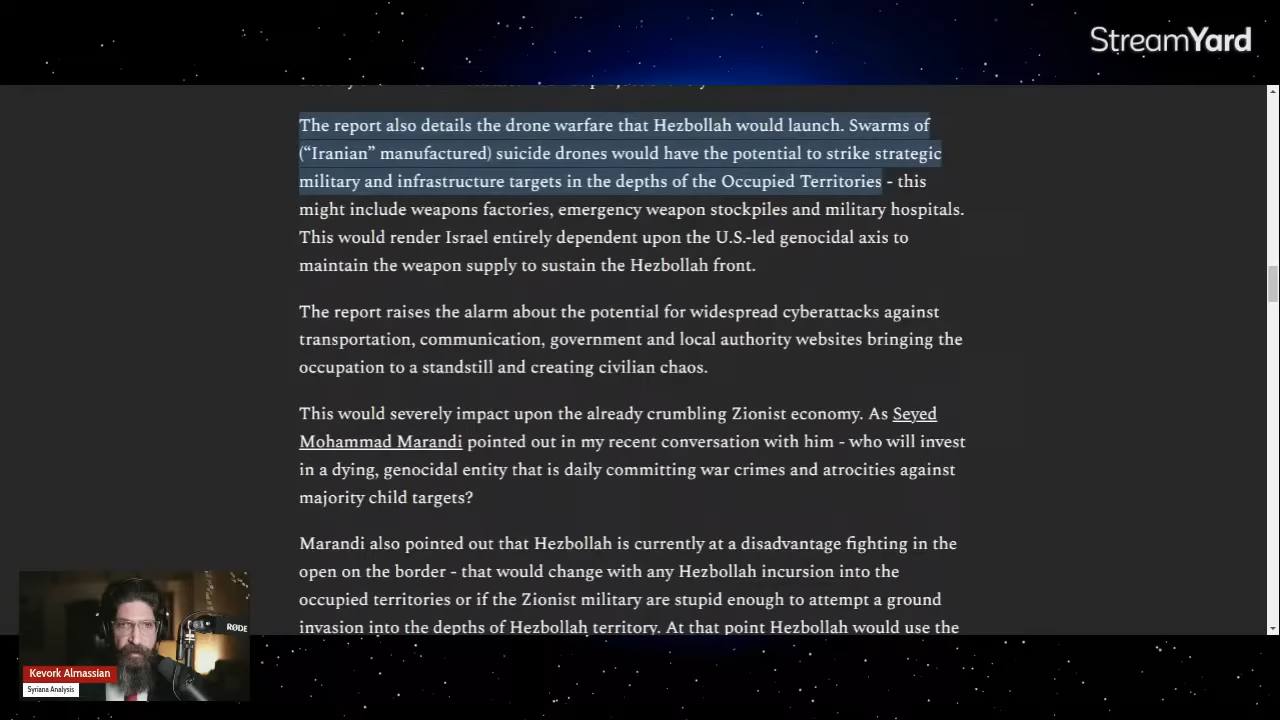 StreamYard
The report also details the drone warfare that Hezbollah would launch. Swarms of
(“Iranian” manufactured) suicide drones would have the potential to strike strategic
military and infrastructure targets in the depths of the Occupied Territories - this
might include weapons factories, emergency weapon stockpiles and military hospitals.
This would render Israel entirely dependent upon the U.S.-led genocidal axis to
maintain the weapon supply to sustain the Hezbollah front.
The report raises the alarm about the potential for widespread cyberattacks against
transportation, communication, government and local authority websites bringing the
occupation to a standstill and creating civilian chaos.
This would severely impact upon the already crumbling Zionist economy. As Seyed
Mohammad Marandi pointed out in my recent conversation with him - who will invest
in a dying, genocidal entity that is daily committing war crimes and atrocities against
majority child targets?
Marandi also pointed out that Hezbollah is currently at a disadvantage fighting in the
open on the border - that would change with any Hezbollah incursion into the
occupied territories or if the Zionist military are stupid enough to attempt a ground
invasion into the depths of Hezbollah territory. At that point Hezbollah would use the
RØDE
Kevork Almassian
Syriana Analysis